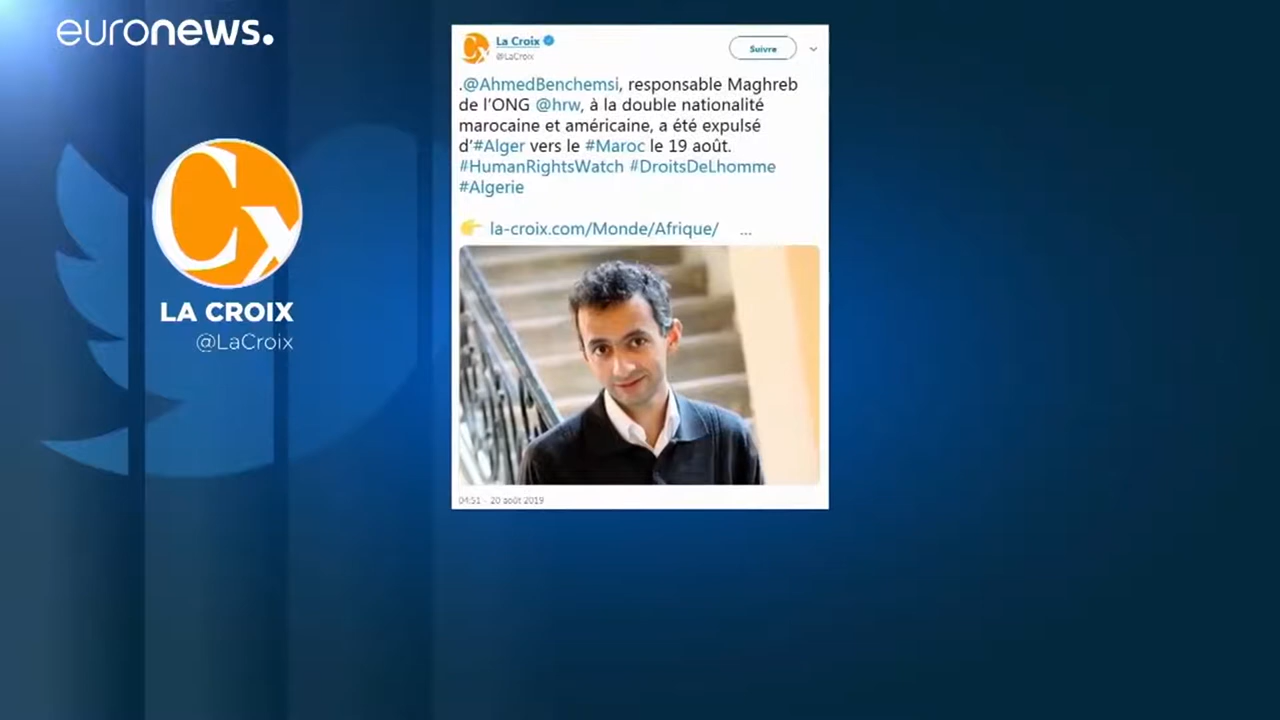 euronews.
Cx
LA CROIX
@LaCroix
Cx
La Croix
@LaCroix
Suivre
.@AhmedBenchemsi, responsable Maghreb
de l'ONG @hrw, à la double nationalité
marocaine et américaine, a été expulsé
d'#Alger vers le #Maroc le 19 août.
#HumanRightsWatch #DroitsDeLhomme
#Algerie
👉 la-croix.com/Monde/Afrique/ ...
04:51 - 20 août 2019